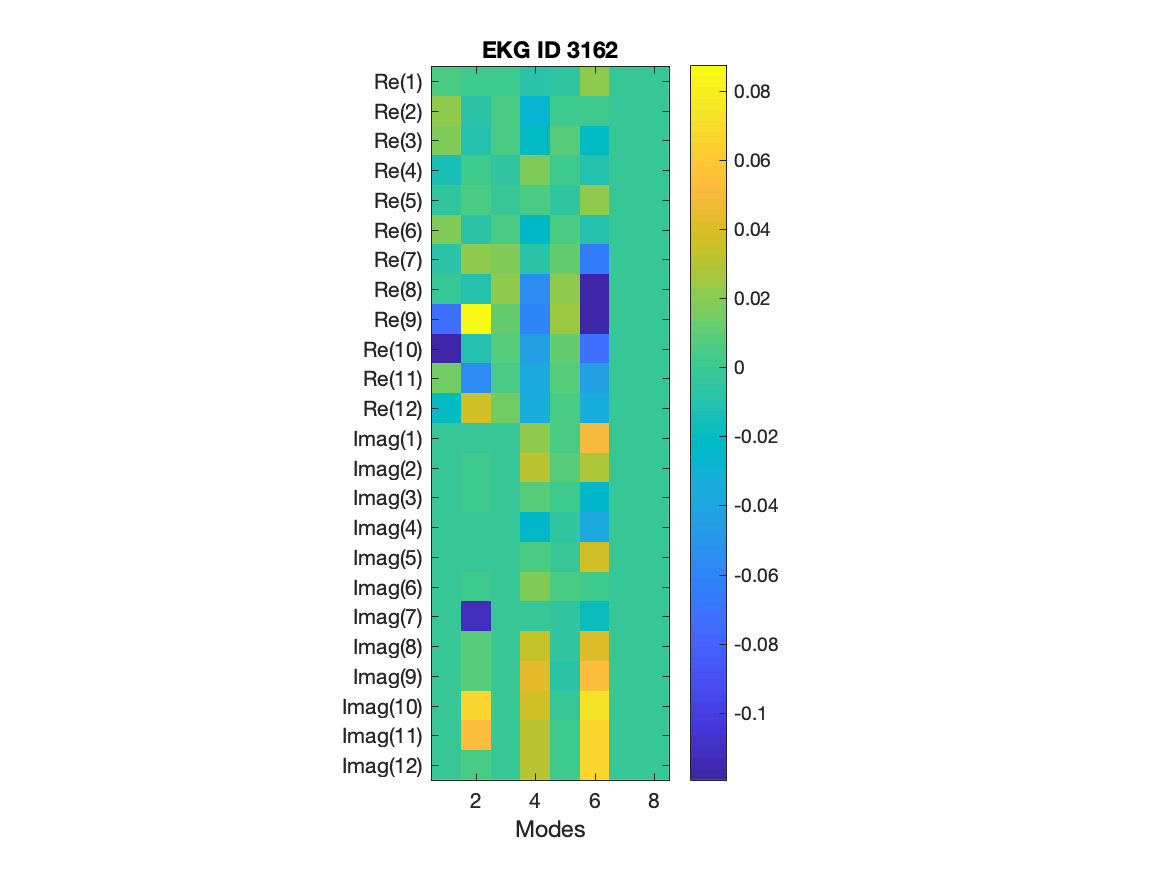 EKG ID 3162
Re(1)
Re(2)
Re(3)
Re(4)
Re(5)
Re(6)
Re(7)
Re(8)
Re(9)
Re(10)
Re(11)
Re(12)
Imag(1)
Imag(2)
Imag(3)
Imag(4)
Imag(5)
Imag(6)
Imag(7)
Imag(8)
Imag(9)
Imag(10)
Imag(11)
Imag(12)
2 4 6 8
Modes
0.08
0.06
0.04
0.02
0
-0.02
-0.04
-0.06
-0.08
-0.1